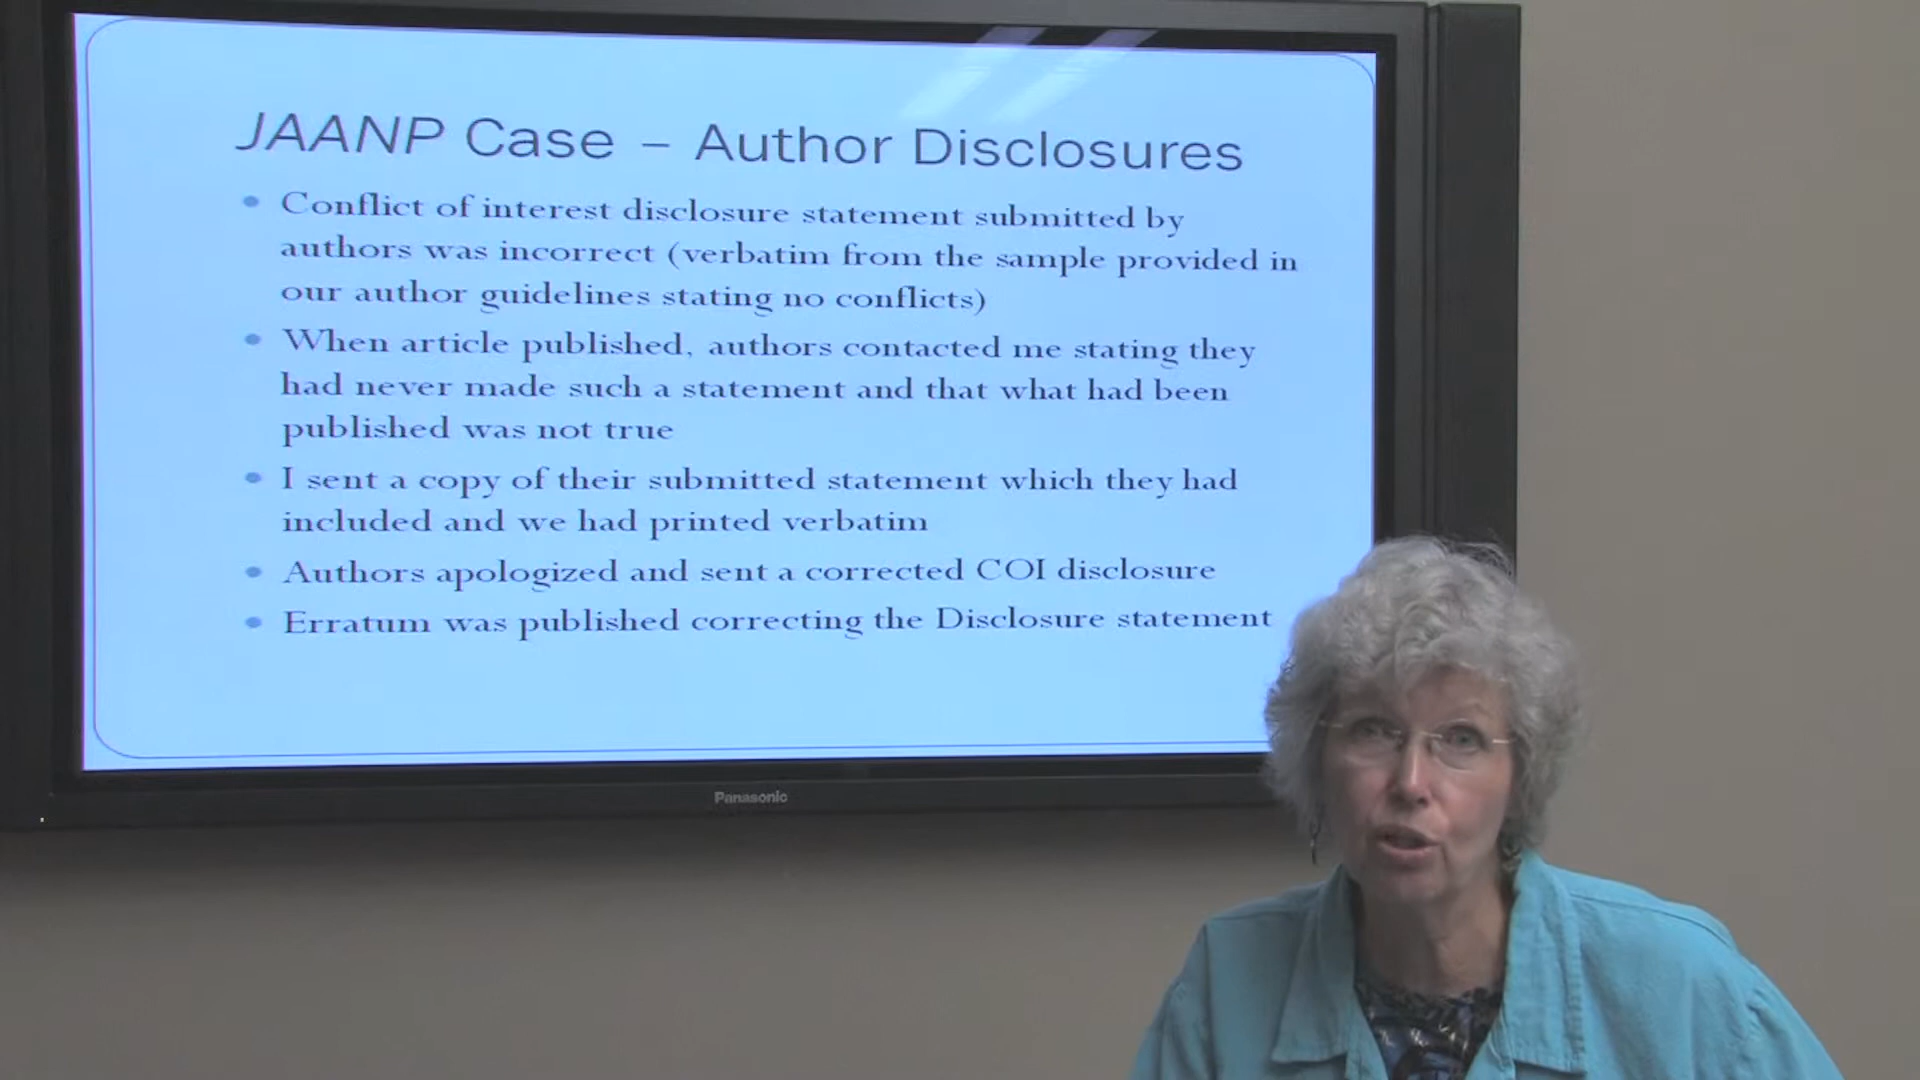 JAANP Case – Author Disclosures
• Conflict of interest disclosure statement submitted by
authors was incorrect (verbatim from the sample provided in
our author guidelines stating no conflicts)
• When article published, authors contacted me stating they
had never made such a statement and that what had been
published was not true
• I sent a copy of their submitted statement which they had
included and we had printed verbatim
• Authors apologized and sent a corrected COI disclosure
• Erratum was published correcting the Disclosure statement
Panasonic